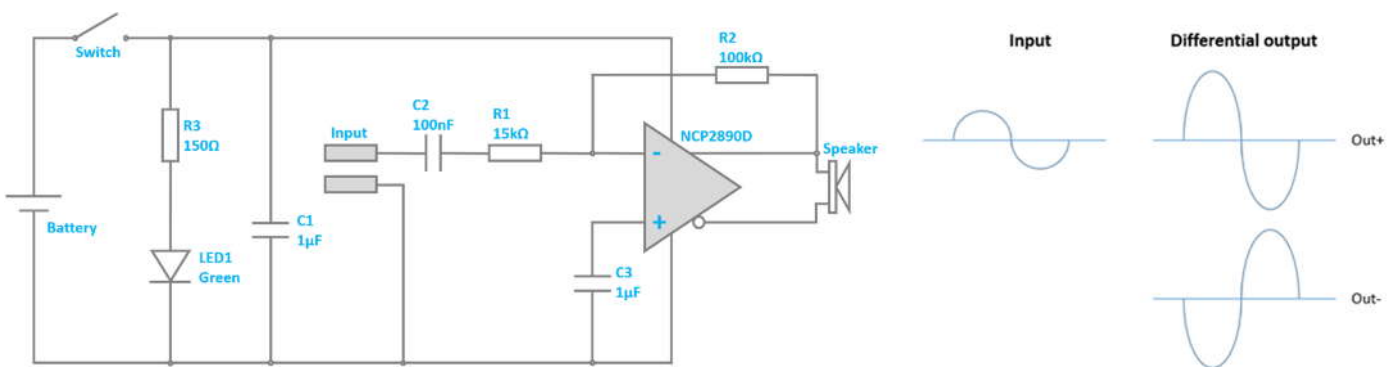 Switch
R3
150Ω
Battery
LED1
Green
C1
1µF
Input
C2
100nF
R1
15kΩ
R2
100kΩ
NCP2890D
-
+
Speaker
C3
1µF
Input
Differential output
Out+
Out-